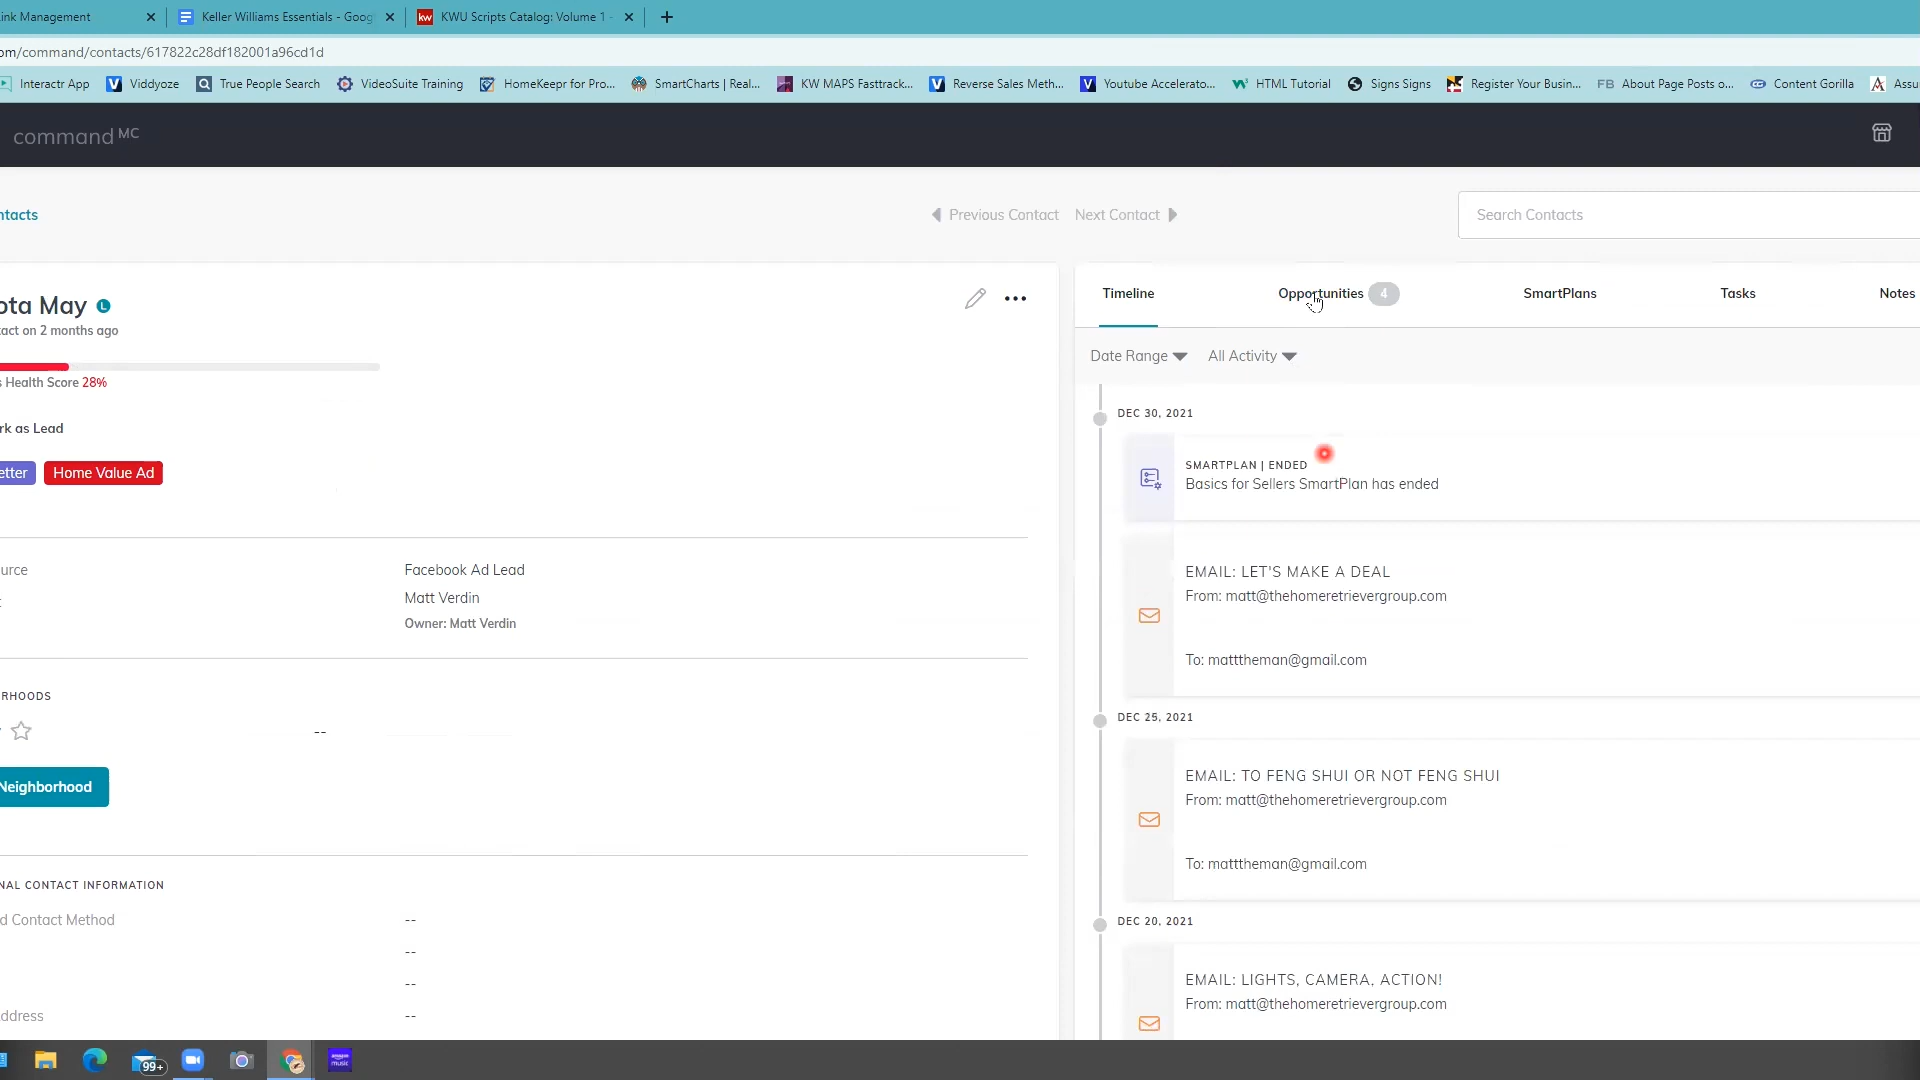 ink Management
Keller Williams Essentials - Goog
KWU Scripts Catalog: Volume 1 -
om/command/contacts/617822c28df182001a96cd1d
Interactr App
Viddyoze
True People Search
VideoSuite Training
HomeKeepr for Pro...
SmartCharts | Real...
KW MAPS Fasttrack...
Reverse Sales Meth...
Youtube Accelerato...
HTML Tutorial
Signs Signs
Register Your Busin...
FB About Page Posts o...
Content Gorilla
Assu
command MC
ntacts
Previous Contact
Next Contact
Search Contacts
ota May L
act on 2 months ago
s Health Score 28%
rk as Lead
etter
Home Value Ad
urce
Facebook Ad Lead
Matt Verdin
Owner: Matt Verdin
RHOODS
--
Neighborhood
NAL CONTACT INFORMATION
d Contact Method
--
--
--
ddress
--
Timeline
Opportunities 4
SmartPlans
Tasks
Notes
Date Range
All Activity
DEC 30, 2021
SMARTPLAN | ENDED
Basics for Sellers SmartPlan has ended
EMAIL: LET'S MAKE A DEAL
From: matt@thehomeretrievergroup.com
To: matttheman@gmail.com
DEC 25, 2021
EMAIL: TO FENG SHUI OR NOT FENG SHUI
From: matt@thehomeretrievergroup.com
To: matttheman@gmail.com
DEC 20, 2021
EMAIL: LIGHTS, CAMERA, ACTION!
From: matt@thehomeretrievergroup.com
99+
amazon
music